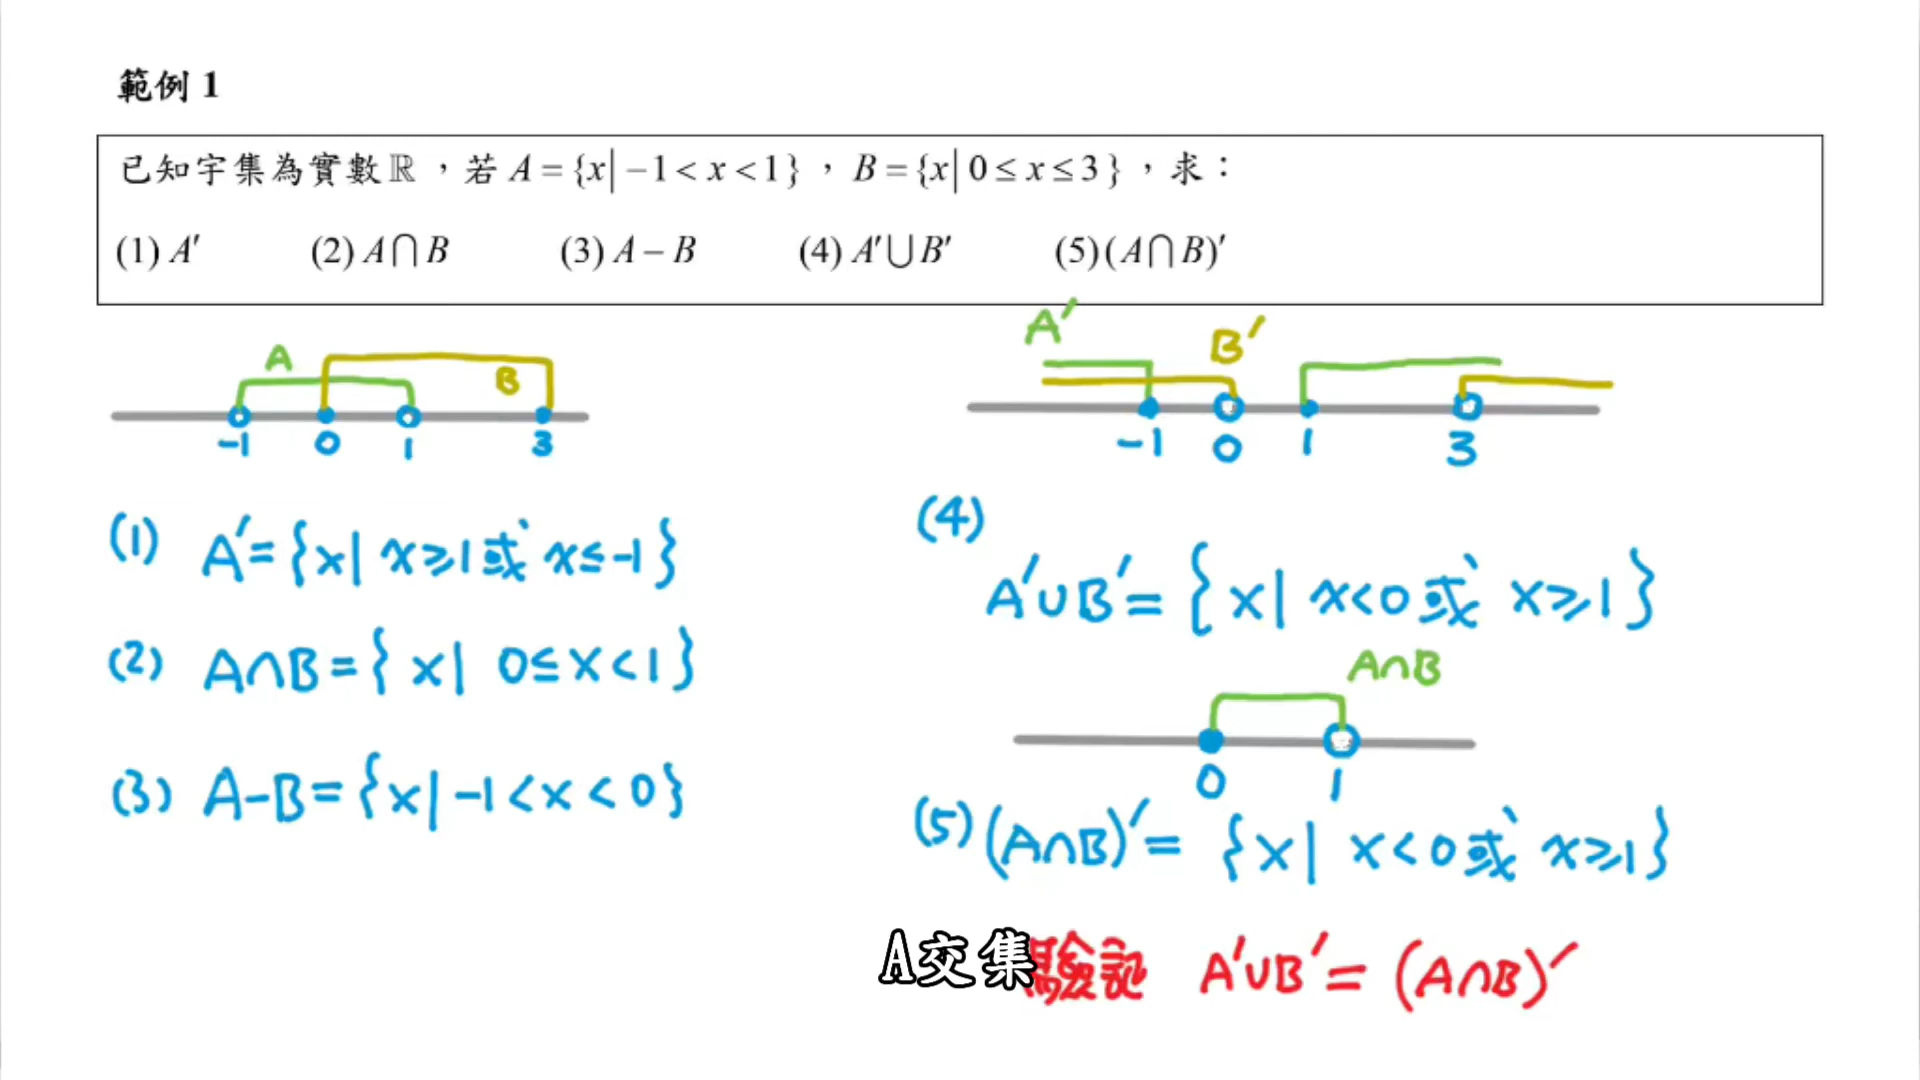 範例 1
已知宇集為實數ℝ，若 A = {x| −1 < x < 1}，B = {x| 0 ≤ x ≤ 3}，求：
(1) A′ (2) A⋂B (3) A − B (4) A′⋃B′ (5) (A⋂B)′
A B
-1 0 1 3
(1) A′= {x| x≥1或 x≤-1}
(2) A∩B = { x| 0≤x<1}
(3) A-B= {x| -1<x<0}
A′ B′
-1 0 1 3
(4)
A′∪B′= {x| x<0或 x≥1}
A∩B
0 1
(5) (A∩B)′= {x| x<0或 x≥1}
A交集
驗証 A′∪B′= (A∩B)′